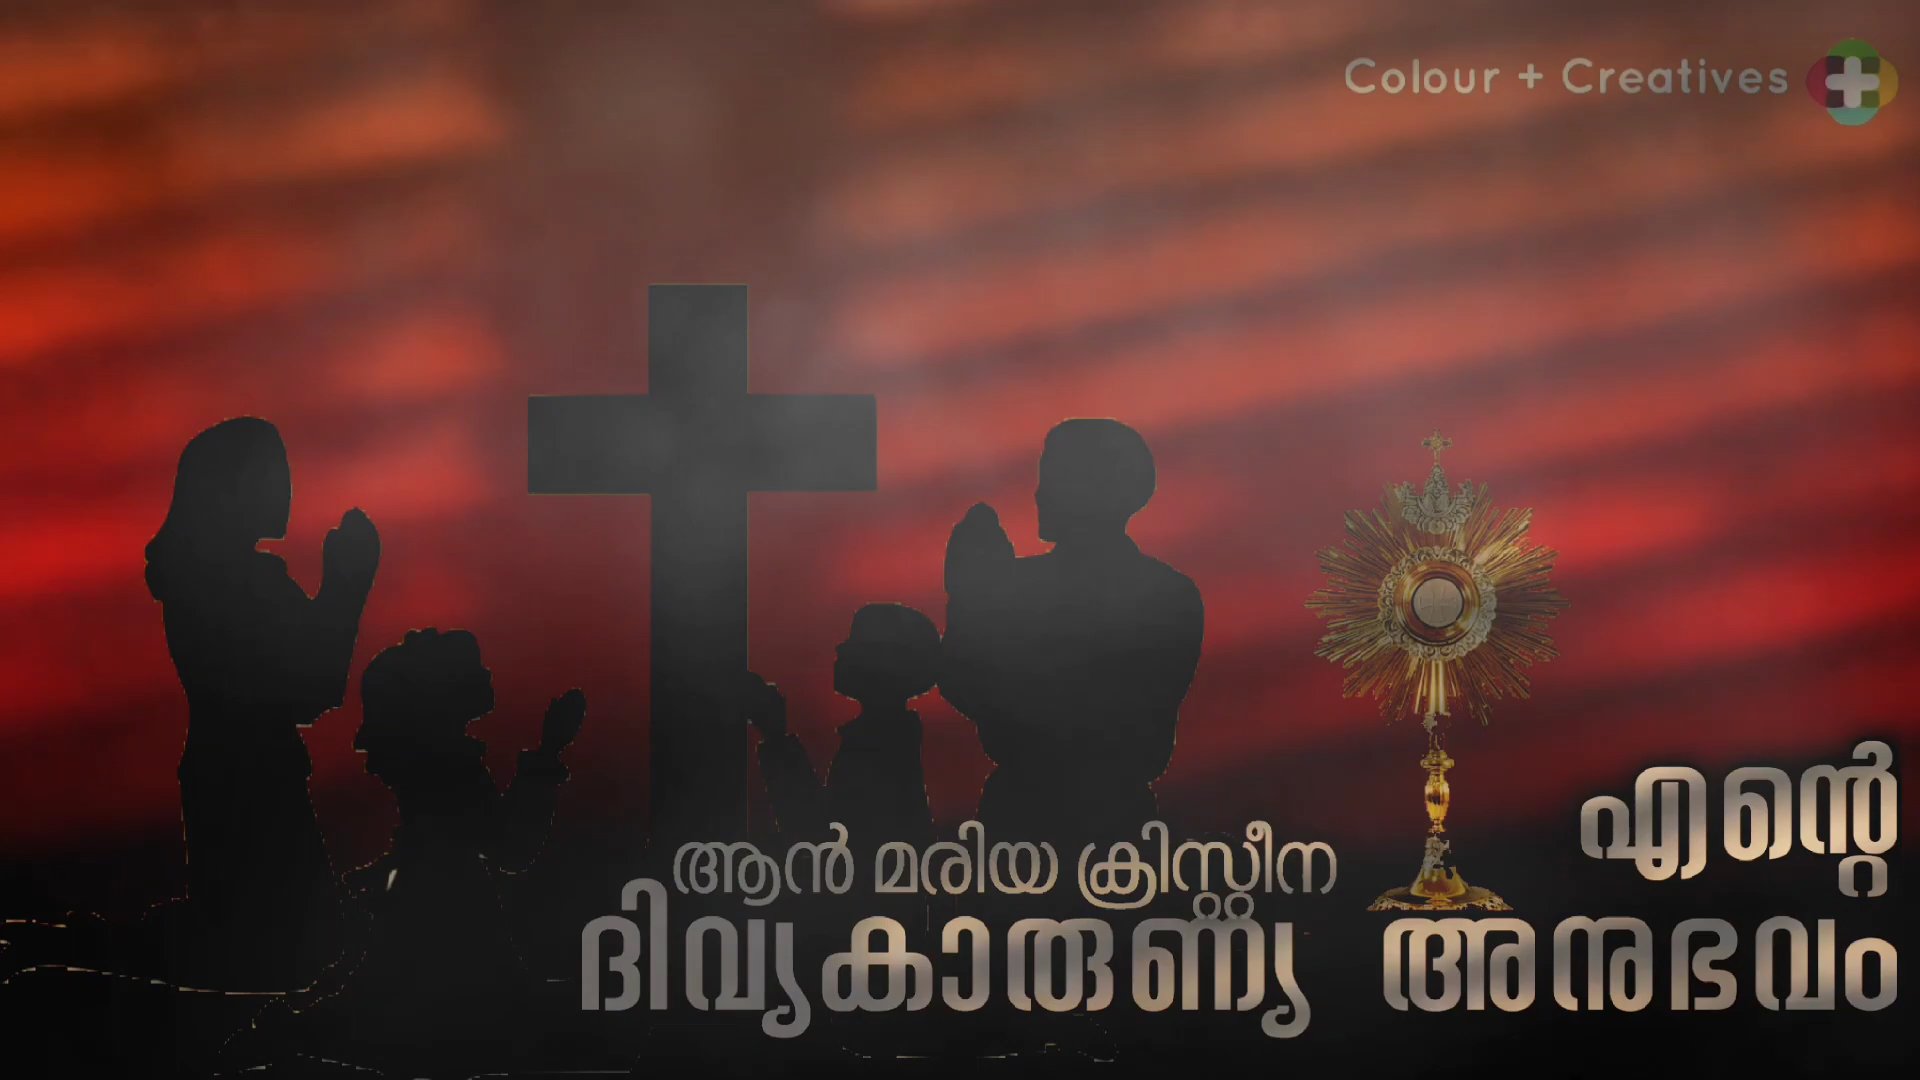 Colour + Creatives
എന്റെ
ആൻ മരിയ ക്രിസ്റ്റീന
ദിവ്യകാരുണ്യ അനുഭവം